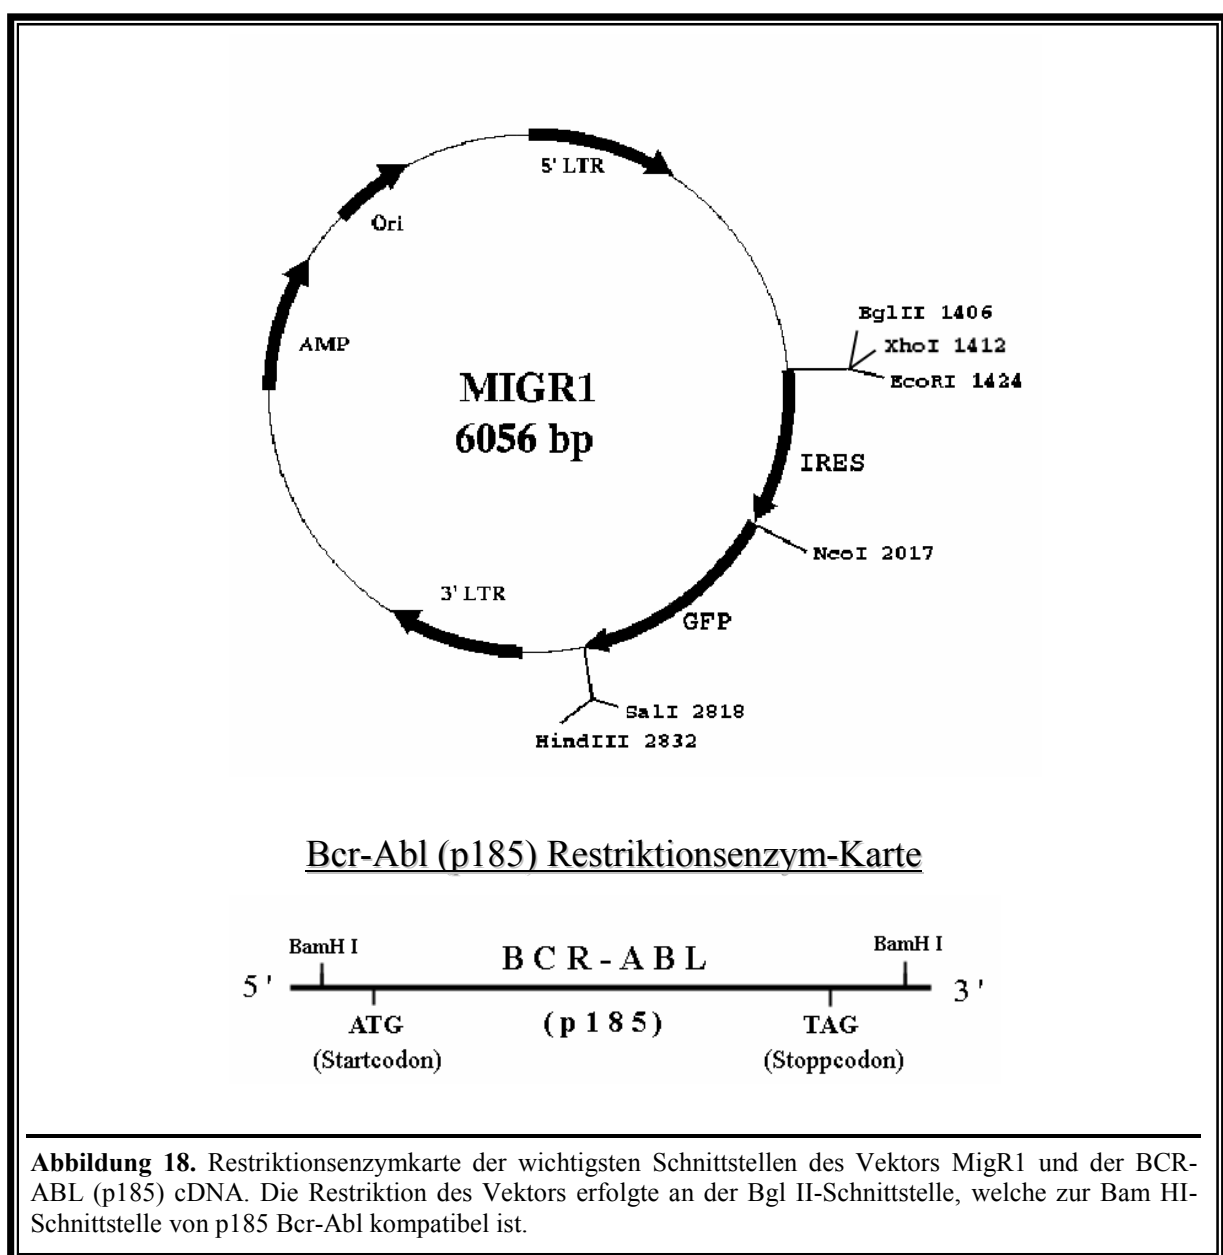 5' LTR
Ori
BglII 1406
XhoI 1412
EcoRI 1424
AMP
MIGR1
6056 bp
IRES
NcoI 2017
3' LTR
GFP
SalI 2818
HindIII 2832
Bcr-Abl (p185) Restriktionsenzym-Karte
BamH I
BCR-ABL
BamH I
5'
3'
ATG
(p185)
TAG
(Startcodon)
(Stoppcodon)
Abbildung 18. Restriktionsenzymkarte der wichtigsten Schnittstellen des Vektors MigR1 und der BCR-
ABL (p185) cDNA. Die Restriktion des Vektors erfolgte an der Bgl II-Schnittstelle, welche zur Bam HI-
Schnittstelle von p185 Bcr-Abl kompatibel ist.